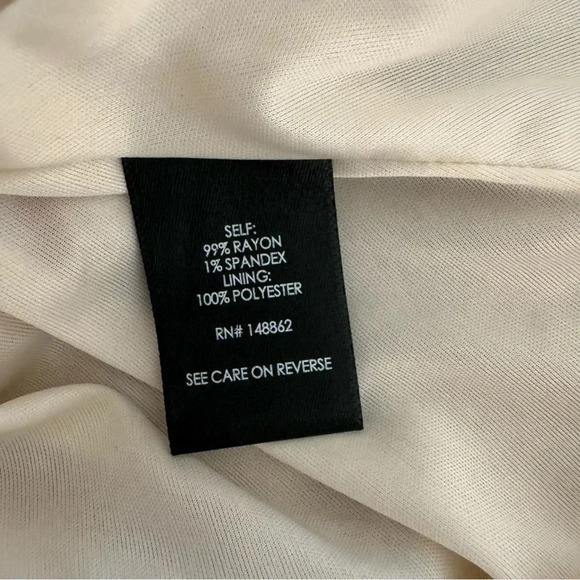 SELF:
99% RAYON
1% SPANDEX
LINING:
100% POLYESTER
RN# 148862
SEE CARE ON REVERSE